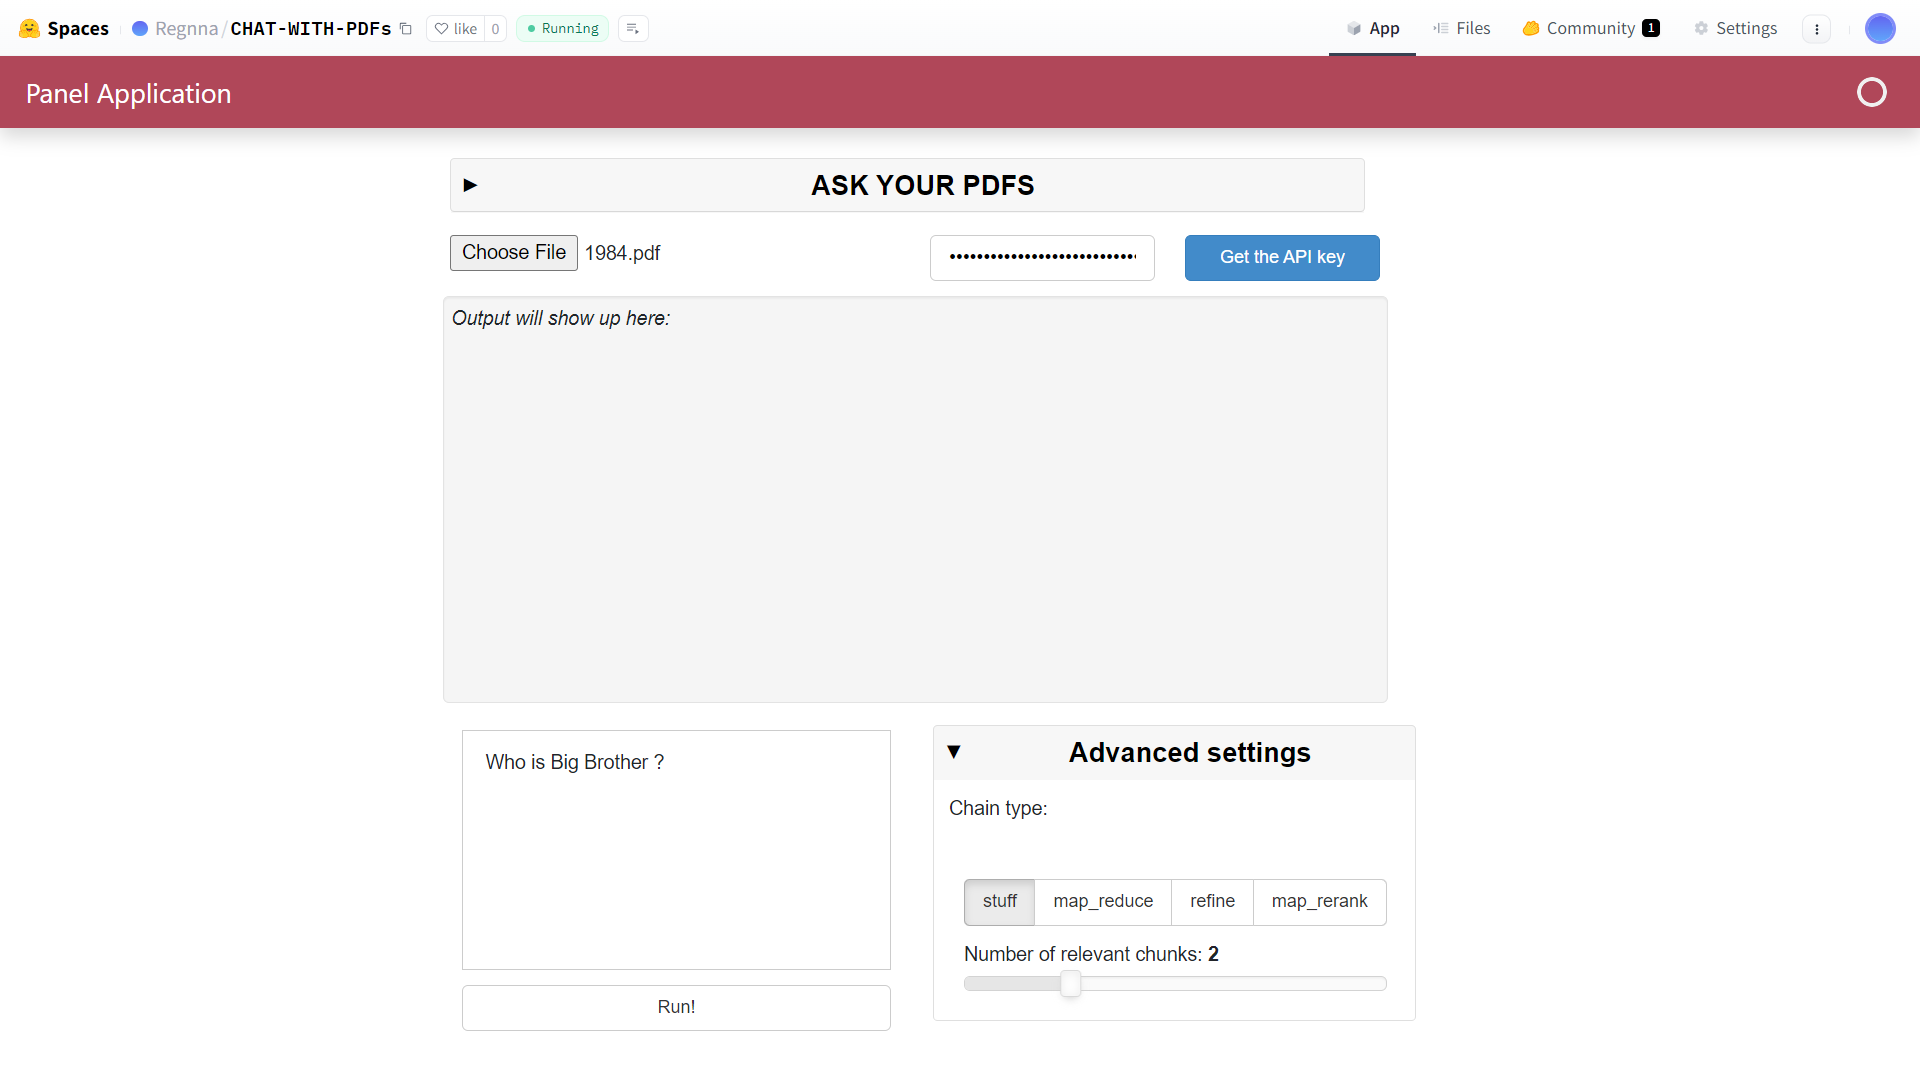 Spaces Regnna/CHAT-WITH-PDFs like 0 Running App Files Community 1 Settings
Panel Application
ASK YOUR PDFS
Choose File 1984.pdf Get the API key
Output will show up here:
Who is Big Brother ?
Run!
Advanced settings
Chain type:
stuff map_reduce refine map_rerank
Number of relevant chunks: 2